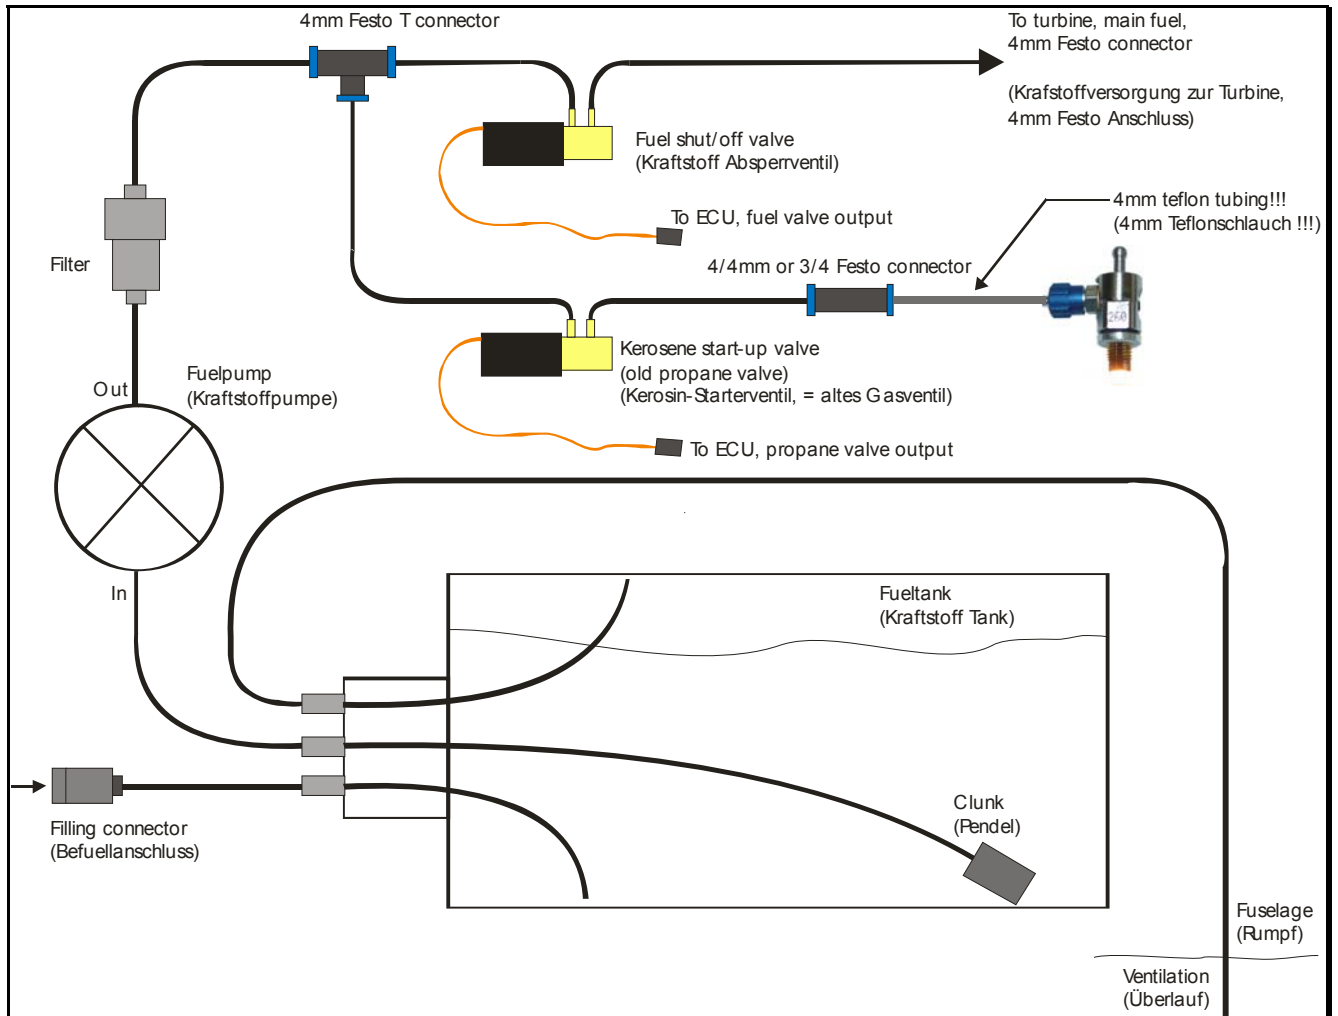 4mm Festo T connector
To turbine, main fuel,
4mm Festo connector
(Krafstoffversorgung zur Turbine,
4mm Festo Anschluss)
Fuel shut/off valve
(Kraftstoff Absperrventil)
4mm teflon tubing!!!
(4mm Teflonschlauch !!!)
To ECU, fuel valve output
Filter
4/4mm or 3/4 Festo connector
260
Kerosene start-up valve
(old propane valve)
(Kerosin-Starterventil, = altes Gasventil)
Out
Fuelpump
(Kraftstoffpumpe)
To ECU, propane valve output
In
Fueltank
(Kraftstoff Tank)
Clunk
(Pendel)
Filling connector
(Befuellanschluss)
Fuselage
(Rumpf)
Ventilation
(Überlauf)